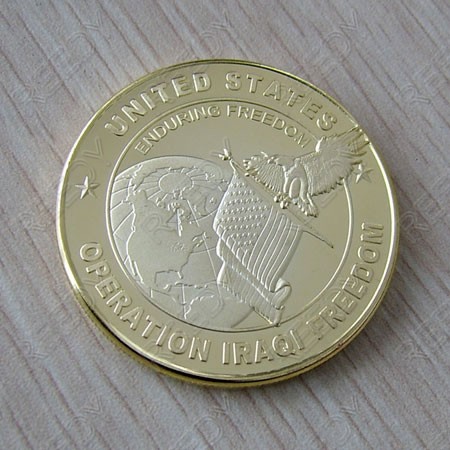 UNITED STATES
ENDURING FREEDOM
OPERATION IRAQI FREEDOM